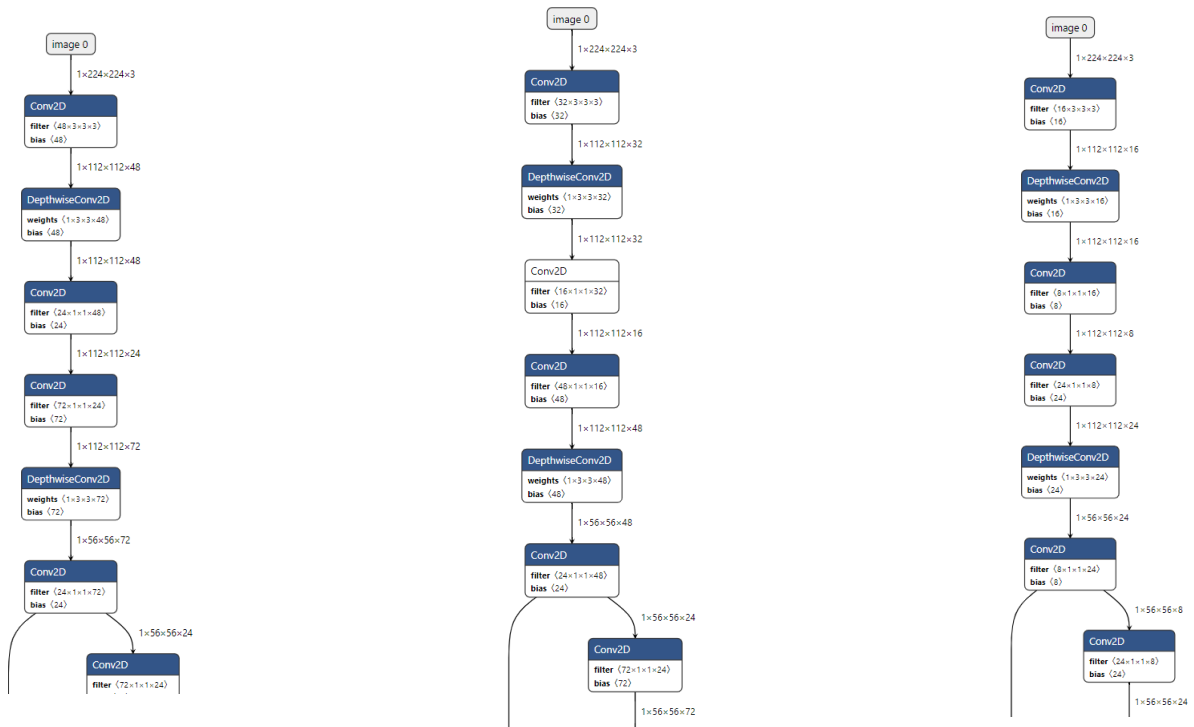 image 0
1×224×224×3
Conv2D
filter ⟨48×3×3×3⟩
bias ⟨48⟩
1×112×112×48
DepthwiseConv2D
weights ⟨1×3×3×48⟩
bias ⟨48⟩
1×112×112×48
Conv2D
filter ⟨24×1×1×48⟩
bias ⟨24⟩
1×112×112×24
Conv2D
filter ⟨72×1×1×24⟩
bias ⟨72⟩
1×112×112×72
DepthwiseConv2D
weights ⟨1×3×3×72⟩
bias ⟨72⟩
1×56×56×72
Conv2D
filter ⟨24×1×1×72⟩
bias ⟨24⟩
1×56×56×24
Conv2D
filter ⟨72×1×1×24⟩
image 0
1×224×224×3
Conv2D
filter ⟨32×3×3×3⟩
bias ⟨32⟩
1×112×112×32
DepthwiseConv2D
weights ⟨1×3×3×32⟩
bias ⟨32⟩
1×112×112×32
Conv2D
filter ⟨16×1×1×32⟩
bias ⟨16⟩
1×112×112×16
Conv2D
filter ⟨48×1×1×16⟩
bias ⟨48⟩
1×112×112×48
DepthwiseConv2D
weights ⟨1×3×3×48⟩
bias ⟨48⟩
1×56×56×48
Conv2D
filter ⟨24×1×1×48⟩
bias ⟨24⟩
1×56×56×24
Conv2D
filter ⟨72×1×1×24⟩
bias ⟨72⟩
1×56×56×72
image 0
1×224×224×3
Conv2D
filter ⟨16×3×3×3⟩
bias ⟨16⟩
1×112×112×16
DepthwiseConv2D
weights ⟨1×3×3×16⟩
bias ⟨16⟩
1×112×112×16
Conv2D
filter ⟨8×1×1×16⟩
bias ⟨8⟩
1×112×112×8
Conv2D
filter ⟨24×1×1×8⟩
bias ⟨24⟩
1×112×112×24
DepthwiseConv2D
weights ⟨1×3×3×24⟩
bias ⟨24⟩
1×56×56×24
Conv2D
filter ⟨8×1×1×24⟩
bias ⟨8⟩
1×56×56×8
Conv2D
filter ⟨24×1×1×8⟩
bias ⟨24⟩
1×56×56×24